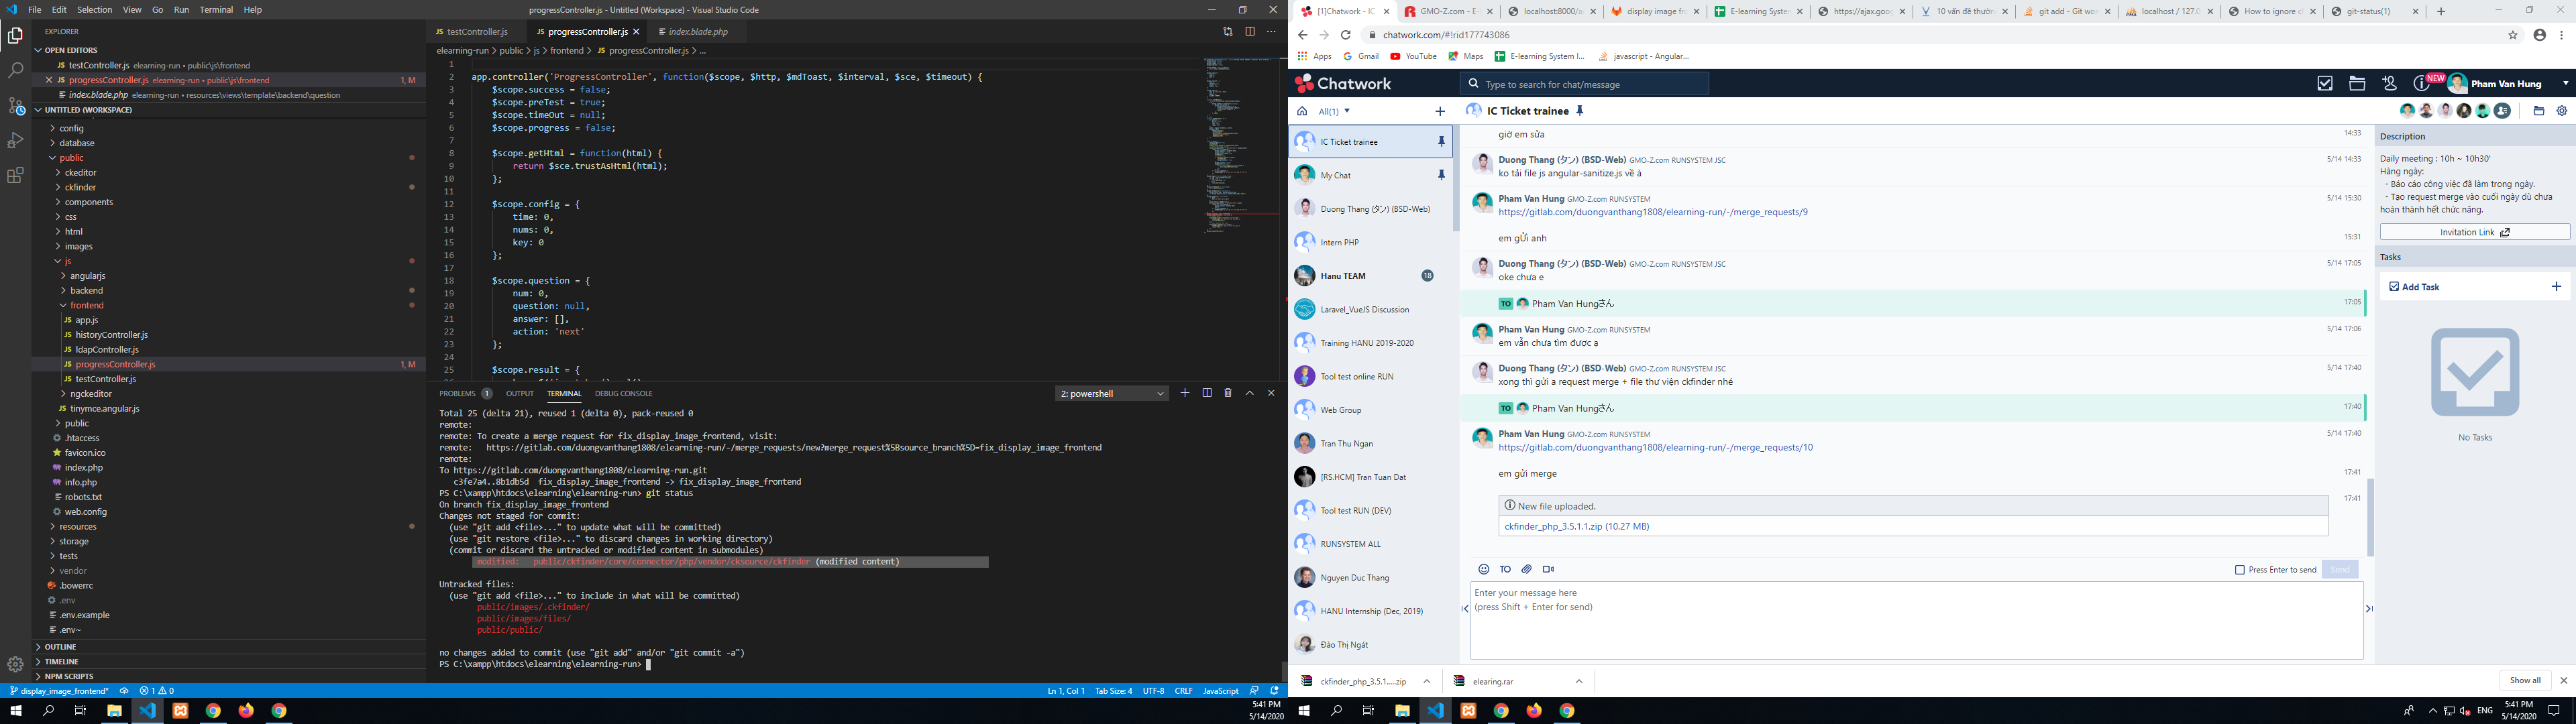 File Edit Selection View Go Run Terminal Help
progressController.js - Untitled (Workspace) - Visual Studio Code
EXPLORER
OPEN EDITORS
JS testController.js elearning-run • public\js\frontend
JS progressController.js elearning-run • public\js\frontend 1, M
index.blade.php elearning-run • resources\views\template\backend\question
UNTITLED (WORKSPACE)
config
database
public
ckeditor
ckfinder
components
css
html
images
js
angularjs
backend
frontend
JS app.js
JS historyController.js
JS ldapController.js
JS progressController.js 1, M
JS testController.js
ngckeditor
JS tinymce.angular.js
public
.htaccess
favicon.ico
index.php
info.php
robots.txt
web.config
resources
storage
tests
vendor
.bowerrc
.env
.env.example
.env~
OUTLINE
TIMELINE
NPM SCRIPTS
JS testController.js
JS progressController.js
index.blade.php
elearning-run > public > js > frontend > JS progressController.js > ...
1
2 app.controller('ProgressController', function($scope, $http, $mdToast, $interval, $sce, $timeout) {
3 $scope.success = false;
4 $scope.preTest = true;
5 $scope.timeOut = null;
6 $scope.progress = false;
7
8 $scope.getHtml = function(html) {
9 return $sce.trustAsHtml(html);
10 };
11
12 $scope.config = {
13 time: 0,
14 nums: 0,
15 key: 0
16 };
17
18 $scope.question = {
19 num: 0,
20 question: null,
21 answer: [],
22 action: 'next'
23 };
24
25 $scope.result = {
PROBLEMS 1 OUTPUT TERMINAL DEBUG CONSOLE
2: powershell
Total 25 (delta 21), reused 1 (delta 0), pack-reused 0
remote:
remote: To create a merge request for fix_display_image_frontend, visit:
remote: https://gitlab.com/duongvanthang1808/elearning-run/-/merge_requests/new?merge_request%5Bsource_branch%5D=fix_display_image_frontend
remote:
To https://gitlab.com/duongvanthang1808/elearning-run.git
c3fe7a4..8b1db5d fix_display_image_frontend -> fix_display_image_frontend
PS C:\xampp\htdocs\elearning\elearning-run> git status
On branch fix_display_image_frontend
Changes not staged for commit:
(use "git add <file>..." to update what will be committed)
(use "git restore <file>..." to discard changes in working directory)
(commit or discard the untracked or modified content in submodules)
modified: public/ckfinder/core/connector/php/vendor/cksource/ckfinder (modified content)
Untracked files:
(use "git add <file>..." to include in what will be committed)
public/images/.ckfinder/
public/images/files/
public/public/
no changes added to commit (use "git add" and/or "git commit -a")
PS C:\xampp\htdocs\elearning\elearning-run>
display_image_frontend* 1 0
Ln 1, Col 1 Tab Size: 4 UTF-8 CRLF JavaScript
5:41 PM
5/14/2020
[1]Chatwork - IC
GMO-Z.com - E-l
localhost:8000/a
display image fr
E-learning Syste
https://ajax.goog
10 vấn đề thườn
git add - Git wor
localhost / 127.0
How to ignore cl
git-status(1)
chatwork.com/#!rid177743086
Apps Gmail YouTube Maps E-learning System I... javascript - Angular...
Chatwork
Type to search for chat/message
NEW
Pham Van Hung
All(1)
IC Ticket trainee
My Chat
Duong Thang (タン) (BSD-Web)
Intern PHP
Hanu TEAM 18
Laravel_VueJS Discussion
Training HANU 2019-2020
Tool test online RUN
Web Group
Tran Thu Ngan
[RS.HCM] Tran Tuan Dat
Tool test RUN (DEV)
RUNSYSTEM ALL
Nguyen Duc Thang
HANU Internship (Dec, 2019)
Đào Thị Ngát
IC Ticket trainee
giờ em sửa 14:33
Duong Thang (タン) (BSD-Web) GMO-Z.com RUNSYSTEM JSC 5/14 14:33
ko tải file js angular-sanitize.js về à
Pham Van Hung GMO-Z.com RUNSYSTEM 5/14 15:30
https://gitlab.com/duongvanthang1808/elearning-run/-/merge_requests/9
em gỬi anh 15:31
Duong Thang (タン) (BSD-Web) GMO-Z.com RUNSYSTEM JSC 5/14 17:05
oke chưa e
TO Pham Van Hungさん 17:05
Pham Van Hung GMO-Z.com RUNSYSTEM 5/14 17:06
em vẫn chưa tìm được ạ
Duong Thang (タン) (BSD-Web) GMO-Z.com RUNSYSTEM JSC 5/14 17:40
xong thì gửi a request merge + file thư viện ckfinder nhé
TO Pham Van Hungさん 17:40
Pham Van Hung GMO-Z.com RUNSYSTEM 5/14 17:40
https://gitlab.com/duongvanthang1808/elearning-run/-/merge_requests/10
em gửi merge 17:41
New file uploaded. 17:41
ckfinder_php_3.5.1.1.zip (10.27 MB)
TO
Press Enter to send Send
Enter your message here
(press Shift + Enter for send)
Description
Daily meeting : 10h ~ 10h30'
Hàng ngày:
- Báo cáo công việc đã làm trong ngày.
- Tạo request merge vào cuối ngày dù chưa
hoàn thành hết chức năng.
Invitation Link
Tasks
Add Task
No Tasks
ckfinder_php_3.5.1.....zip
elearing.rar
Show all
ENG
5:41 PM
5/14/2020